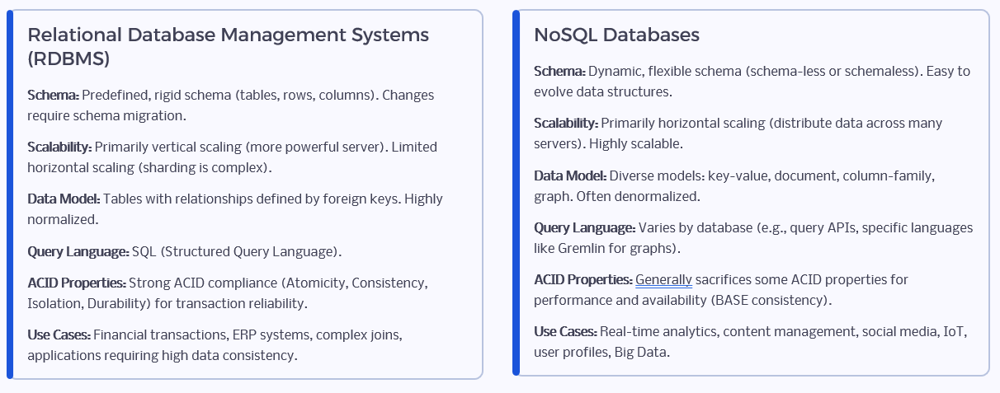 Relational Database Management Systems
(RDBMS)
Schema: Predefined, rigid schema (tables, rows, columns). Changes
require schema migration.
Scalability: Primarily vertical scaling (more powerful server). Limited
horizontal scaling (sharding is complex).
Data Model: Tables with relationships defined by foreign keys. Highly
normalized.
Query Language: SQL (Structured Query Language).
ACID Properties: Strong ACID compliance (Atomicity, Consistency,
Isolation, Durability) for transaction reliability.
Use Cases: Financial transactions, ERP systems, complex joins,
applications requiring high data consistency.
NoSQL Databases
Schema: Dynamic, flexible schema (schema-less or schemaless). Easy to
evolve data structures.
Scalability: Primarily horizontal scaling (distribute data across many
servers). Highly scalable.
Data Model: Diverse models: key-value, document, column-family,
graph. Often denormalized.
Query Language: Varies by database (e.g., query APIs, specific languages
like Gremlin for graphs).
ACID Properties: Generally sacrifices some ACID properties for
performance and availability (BASE consistency).
Use Cases: Real-time analytics, content management, social media, IoT,
user profiles, Big Data.